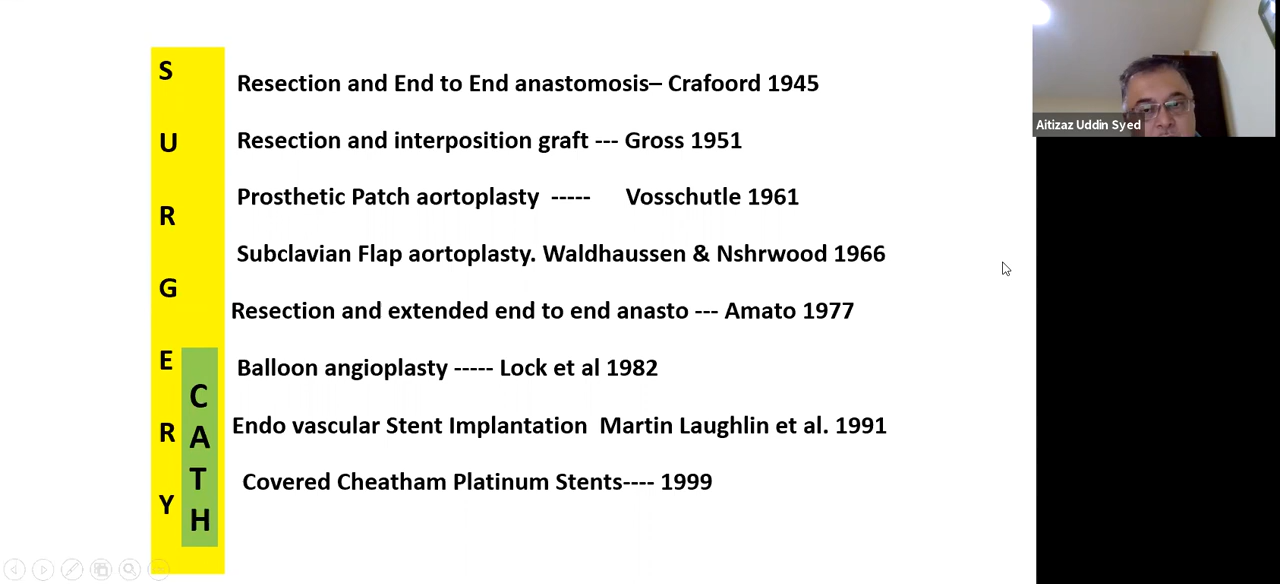 SURGERY
CATH
Resection and End to End anastomosis– Crafoord 1945
Resection and interposition graft --- Gross 1951
Prosthetic Patch aortoplasty ----- Vosschutle 1961
Subclavian Flap aortoplasty. Waldhaussen & Nshrwood 1966
Resection and extended end to end anasto --- Amato 1977
Balloon angioplasty ----- Lock et al 1982
Endo vascular Stent Implantation Martin Laughlin et al. 1991
Covered Cheatham Platinum Stents---- 1999
Aitizaz Uddin Syed